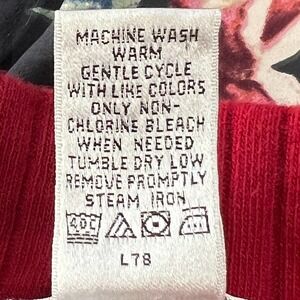 MACHINE WASH
WARM
GENTLE CYCLE
WITH LIKE COLORS
ONLY NON-
CHLORINE BLEACH
WHEN NEEDED
TUMBLE DRY LOW
REMOVE PROMPTLY
STEAM IRON
40C
L78